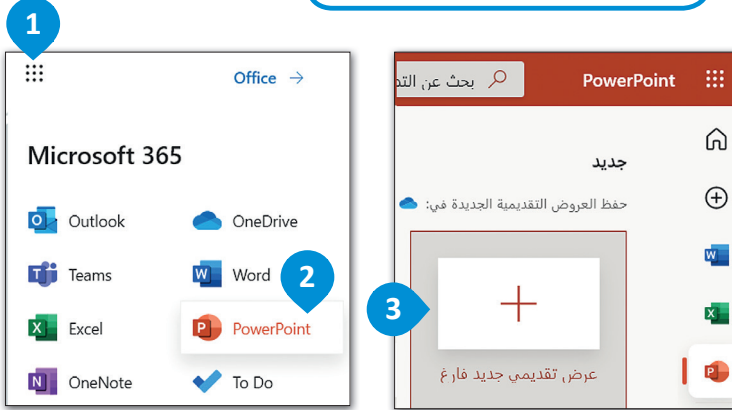 1
Office →
Microsoft 365
Outlook
OneDrive
Teams
Word
2
Excel
PowerPoint
OneNote
To Do
PowerPoint
بحث عن
جديد
حفظ العروض التقديمية الجديدة في:
3
عرض تقديمي جديد فارغ